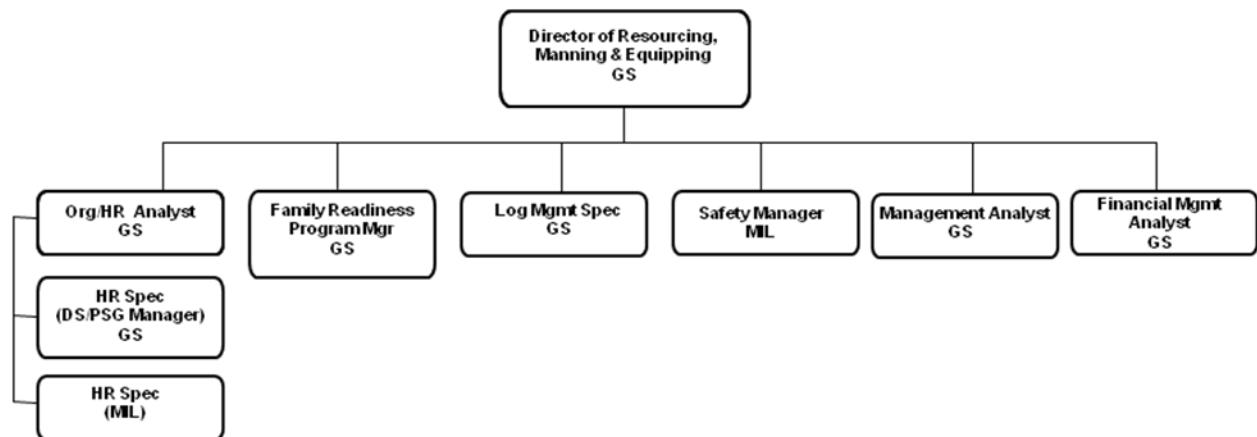 Director of Resourcing,
Manning & Equipping
GS
Org/HR Analyst
GS
Family Readiness
Program Mgr
GS
Log Mgmt Spec
GS
Safety Manager
MIL
Management Analyst
GS
Financial Mgmt
Analyst
GS
HR Spec
(DS/PSG Manager)
GS
HR Spec
(MIL)